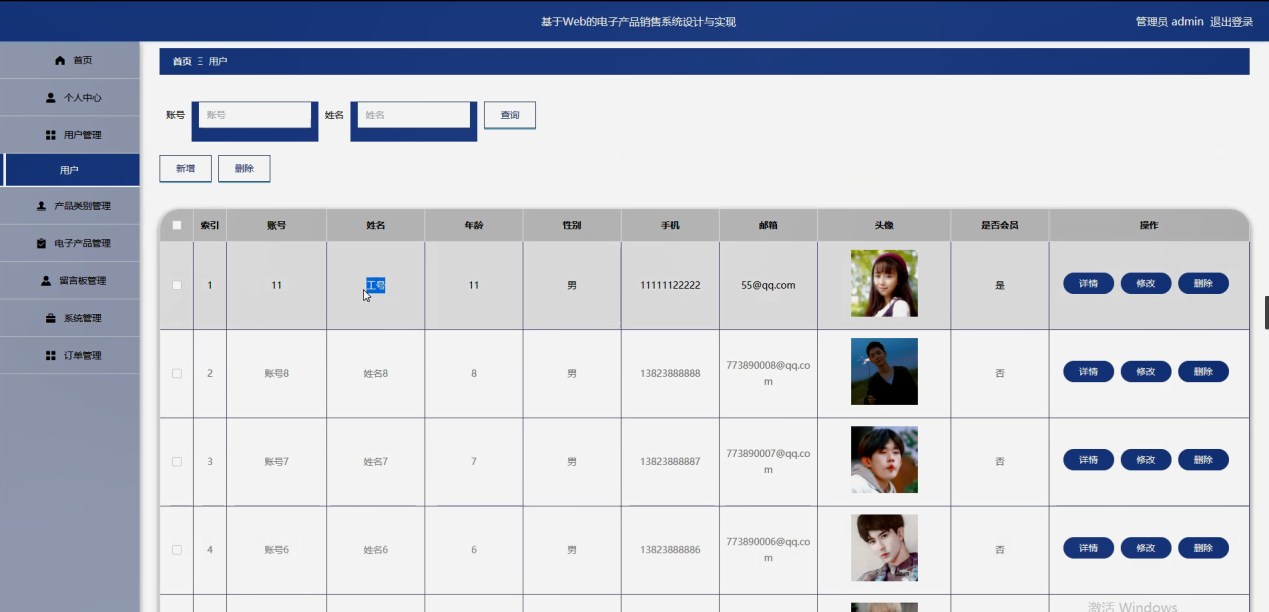 基于Web的电子产品销售系统设计与实现
管理员 admin 退出登录
首页
个人中心
用户管理
用户
产品类别管理
电子产品管理
留言板管理
系统管理
订单管理
首页 Ξ 用户
账号 账号 姓名 姓名 查询
新增 删除
索引 账号 姓名 年龄 性别 手机 邮箱 头像 是否会员 操作
1 11 工号 11 男 11111122222 55@qq.com 是 详情 修改 删除
2 账号8 姓名8 8 男 13823888888 773890008@qq.co
m 否 详情 修改 删除
3 账号7 姓名7 7 男 13823888887 773890007@qq.co
m 否 详情 修改 删除
4 账号6 姓名6 6 男 13823888886 773890006@qq.co
m 否 详情 修改 删除
激活 Windows